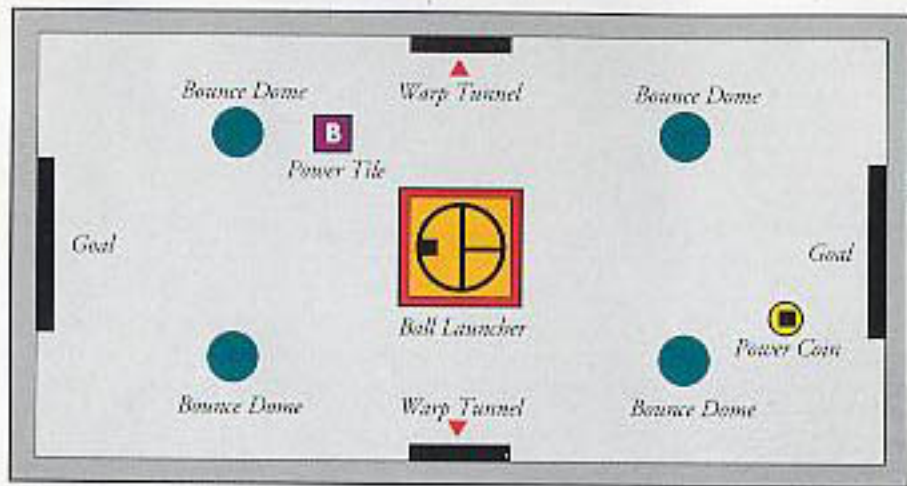 Bounce Dome
Warp Tunnel
Bounce Dome
B
Power Tile
Goal
Goal
Ball Launcher
Power Coin
Bounce Dome
Warp Tunnel
Bounce Dome